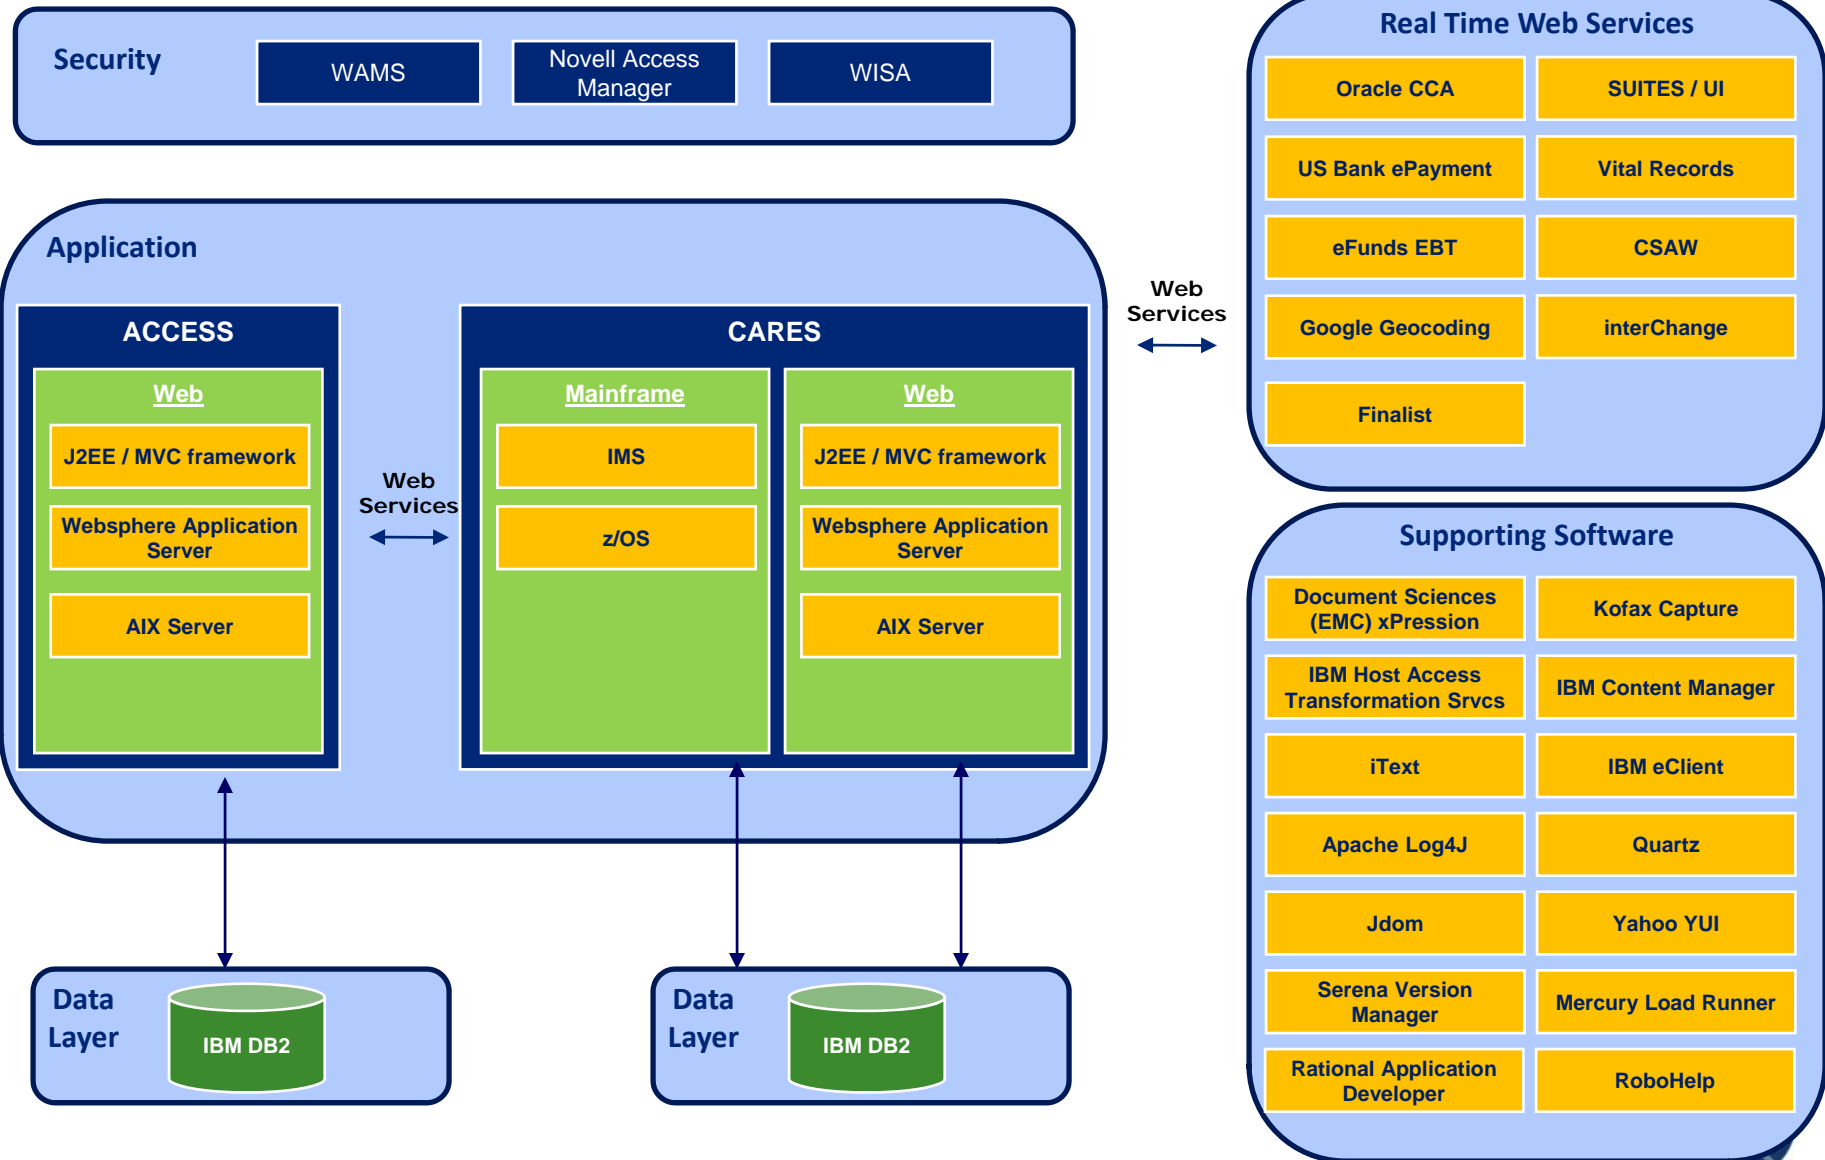 Security
WAMS
Novell Access
Manager
WISA
Application
ACCESS
Web
J2EE / MVC framework
Websphere Application
Server
AIX Server
Web
Services
CARES
Mainframe
IMS
z/OS
Web
J2EE / MVC framework
Websphere Application
Server
AIX Server
Web
Services
Data
Layer
IBM DB2
Data
Layer
IBM DB2
Real Time Web Services
Oracle CCA
SUITES / UI
US Bank ePayment
Vital Records
eFunds EBT
CSAW
Google Geocoding
interChange
Finalist
Supporting Software
Document Sciences
(EMC) xPression
Kofax Capture
IBM Host Access
Transformation Srvcs
IBM Content Manager
iText
IBM eClient
Apache Log4J
Quartz
Jdom
Yahoo YUI
Serena Version
Manager
Mercury Load Runner
Rational Application
Developer
RoboHelp